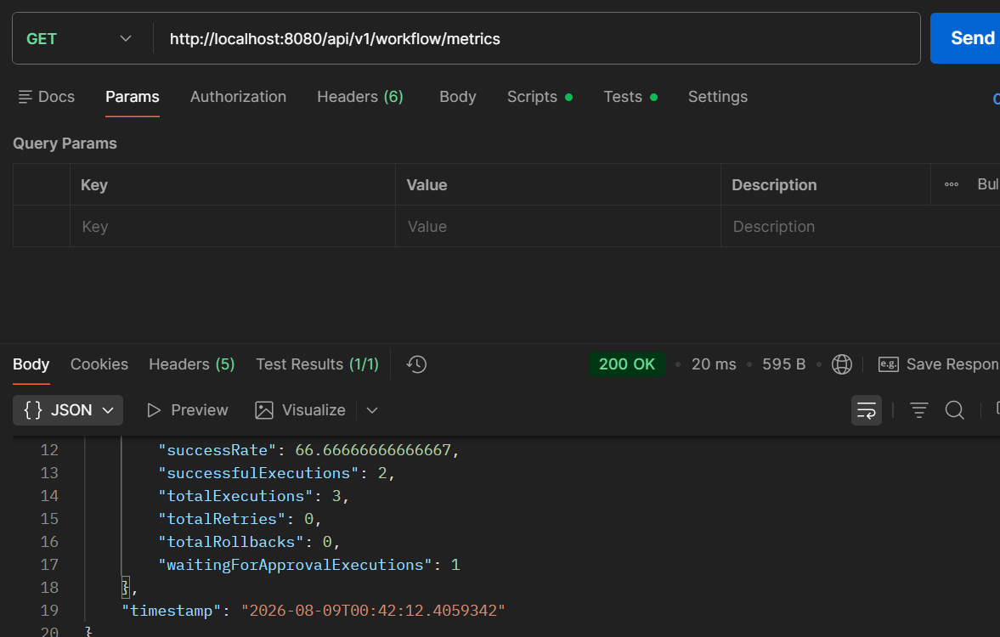 GET http://localhost:8080/api/v1/workflow/metrics Send
Docs Params Authorization Headers (6) Body Scripts Tests Settings
Query Params
Key Value Description Bul
Key Value Description
Body Cookies Headers (5) Test Results (1/1) 200 OK • 20 ms • 595 B • e.g. Save Respon
{} JSON Preview Visualize
12 "successRate": 66.66666666666667,
13 "successfulExecutions": 2,
14 "totalExecutions": 3,
15 "totalRetries": 0,
16 "totalRollbacks": 0,
17 "waitingForApprovalExecutions": 1
18 },
19 "timestamp": "2026-08-09T00:42:12.4059342"
20 }